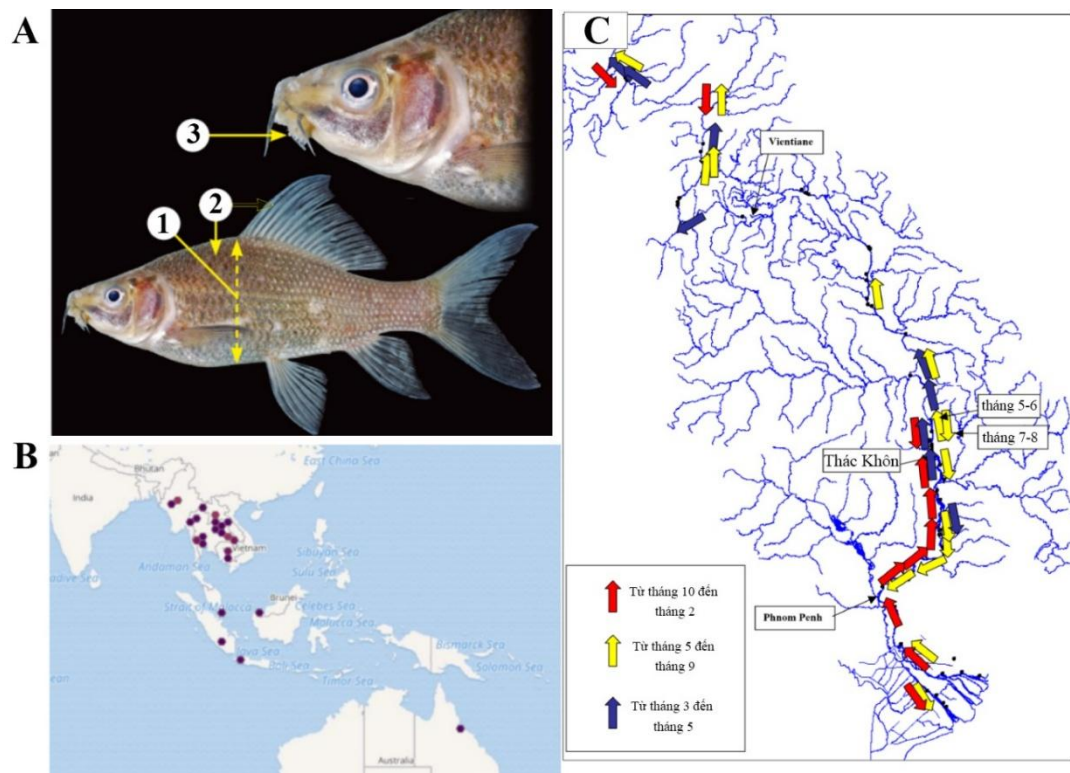 A
3
2
1
B
an
Bhutan
East China Sea
India
Vietnam
Andaman Sea
Sibuyan Sea
Sulu Sea
Strait of Malacca
Brunei
Celebes Sea
Molucca Sea
Java Sea
Bali Sea
Bismarck Sea
Solomon Sea
Timor Sea
ean
Australia
C
Vientiane
tháng 5-6
tháng 7-8
Thác Khôn
Phnom Penh
Từ tháng 10 đến
tháng 2
Từ tháng 5 đến
tháng 9
Từ tháng 3 đến
tháng 5